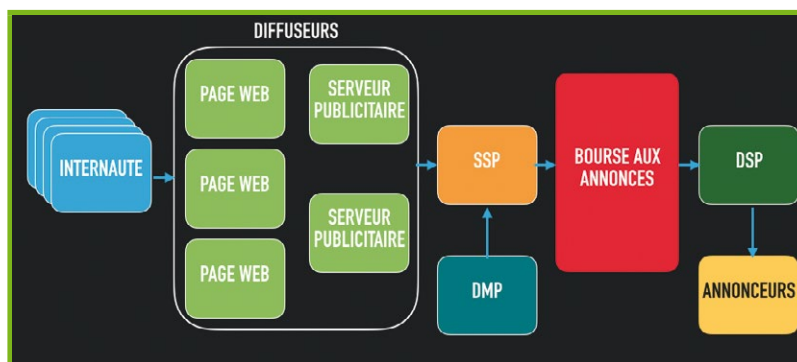 DIFFUSEURS
INTERNAUTE
PAGE WEB
PAGE WEB
PAGE WEB
SERVEUR
PUBLICITAIRE
SERVEUR
PUBLICITAIRE
SSP
DMP
BOURSE AUX
ANNONCES
DSP
ANNONCEURS